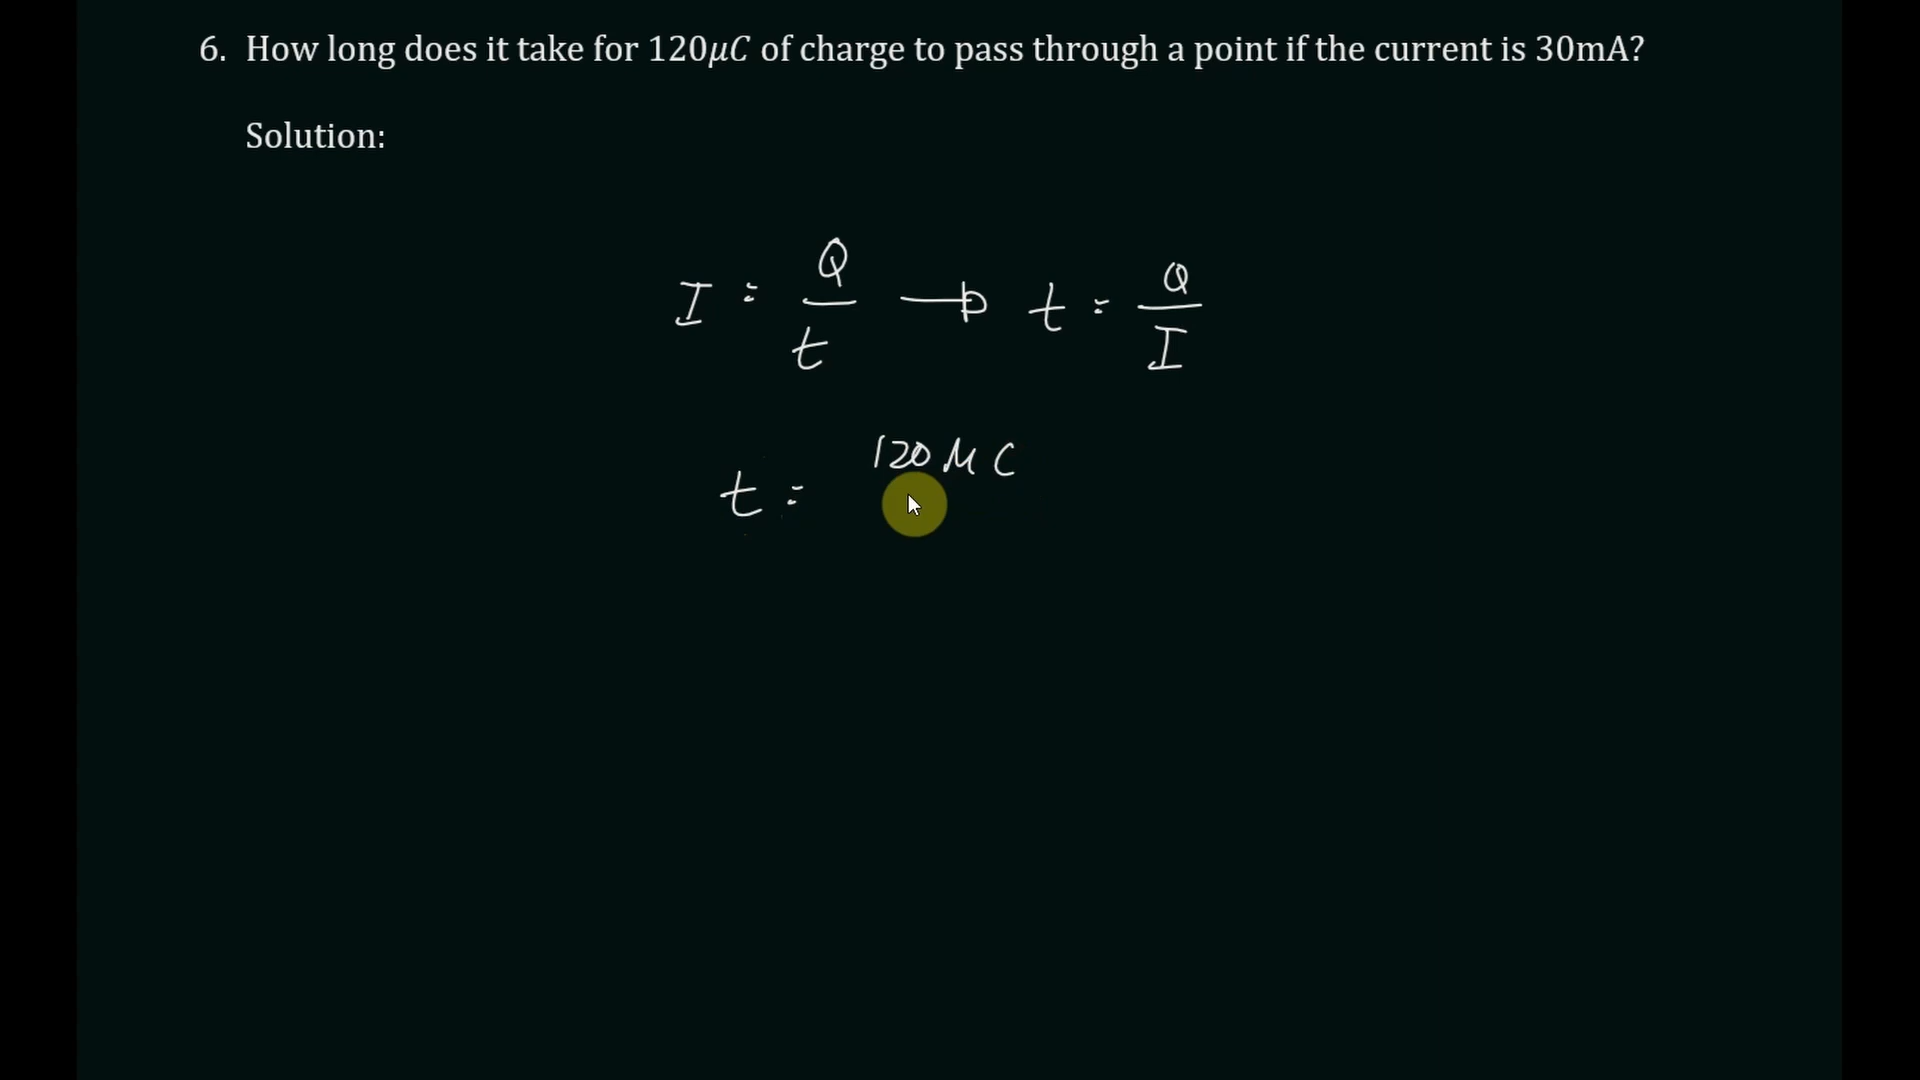 6. How long does it take for 120μC of charge to pass through a point if the current is 30mA?
Solution:
I = Q/t → t = Q/I
t = 120 μC